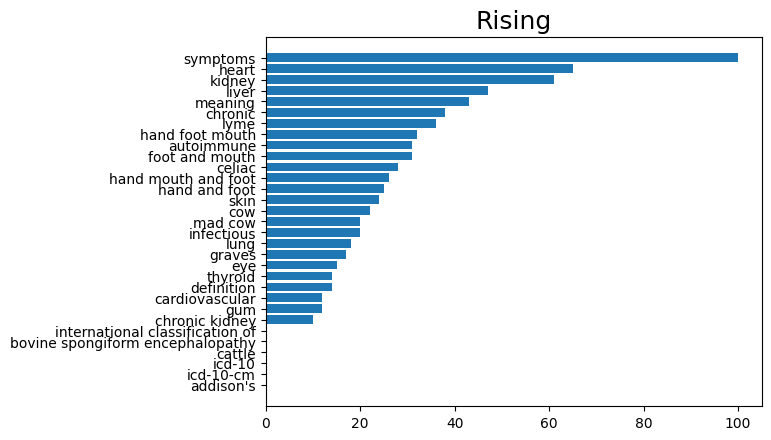 Rising
symptoms
heart
kidney
liver
meaning
chronic
lyme
hand foot mouth
autoimmune
foot and mouth
celiac
hand mouth and foot
hand and foot
skin
cow
mad cow
infectious
lung
graves
eye
thyroid
definition
cardiovascular
gum
chronic kidney
international classification of
bovine spongiform encephalopathy
cattle
icd-10
icd-10-cm
addison's
0 20 40 60 80 100